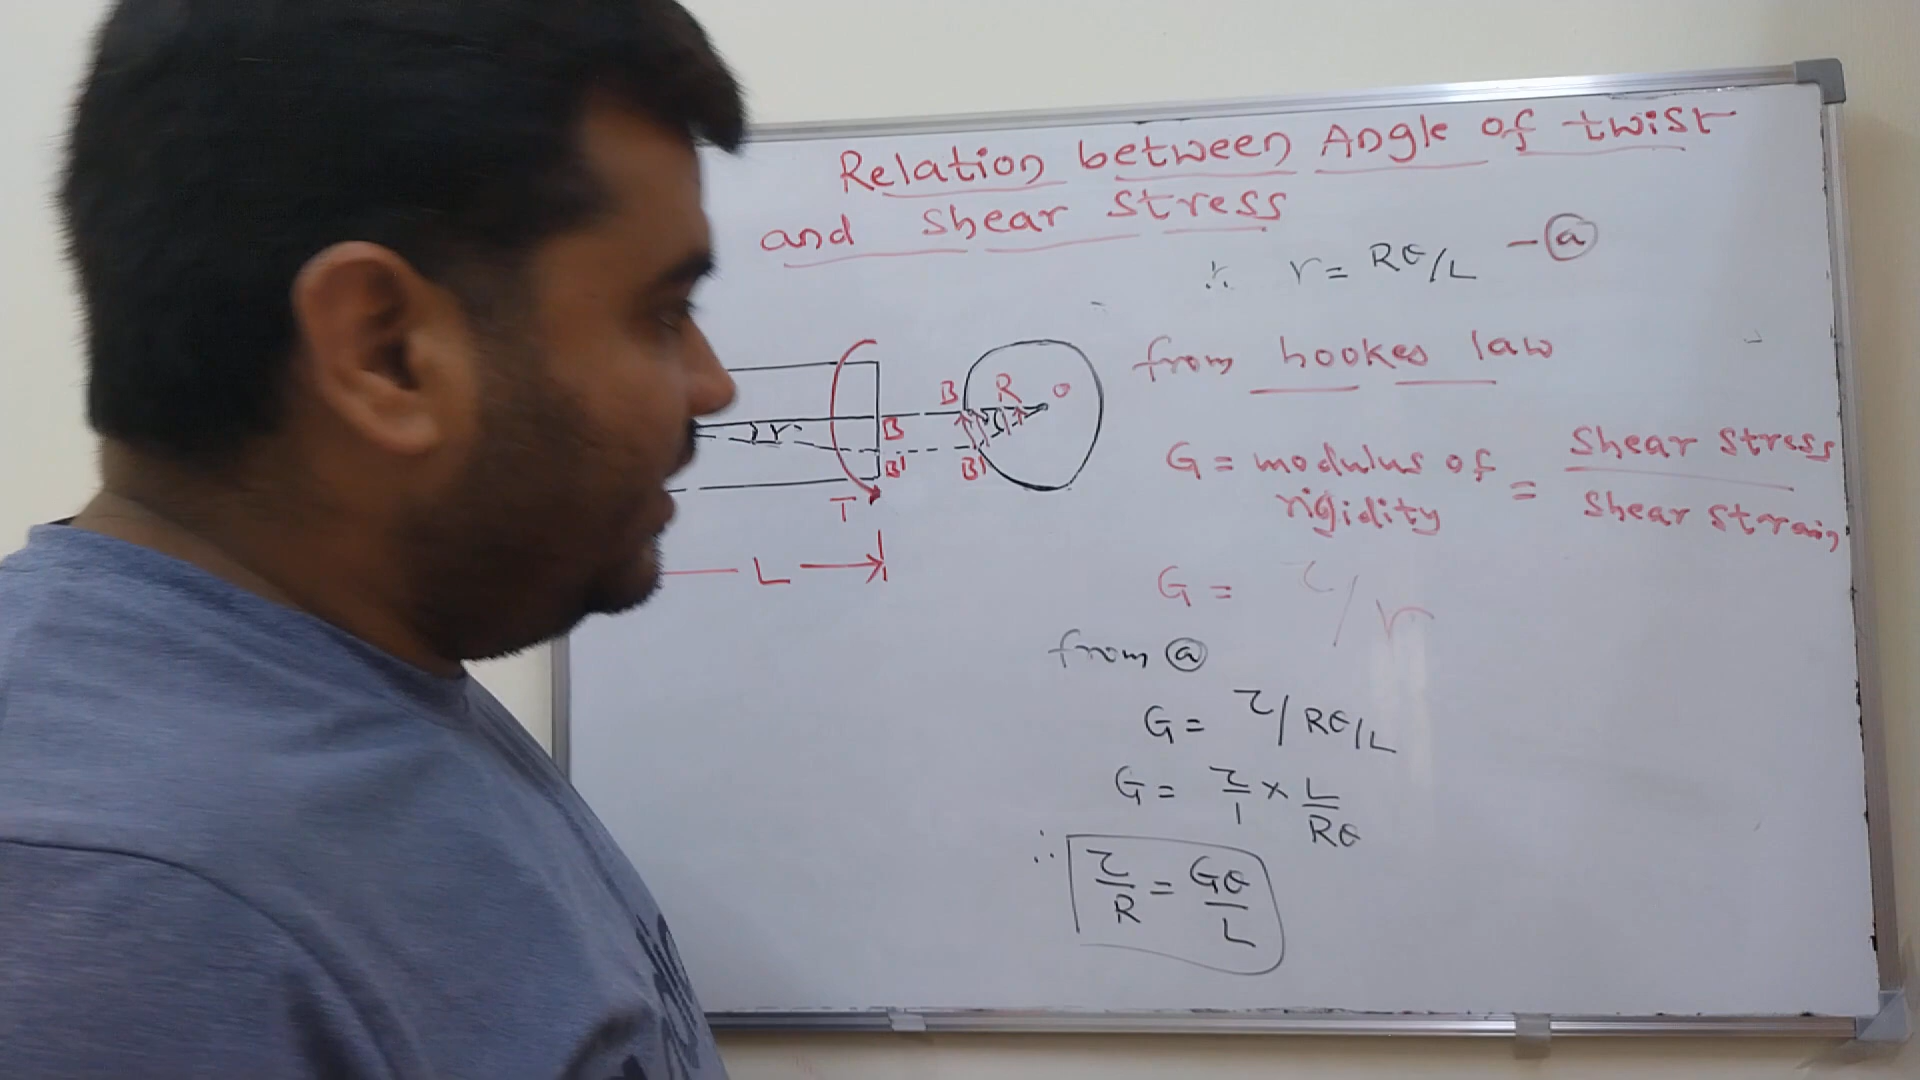 Relation between Angle of twist
and shear stress
∴ r = Rθ/L - ⓐ
from hookes law
B R O
r B
B' B'
T
L
G = modulus of rigidity = Shear stress / Shear strain
G = τ/r
from ⓐ
G = τ/Rθ/L
G = τ/1 × L/Rθ
∴ τ/R = Gθ/L